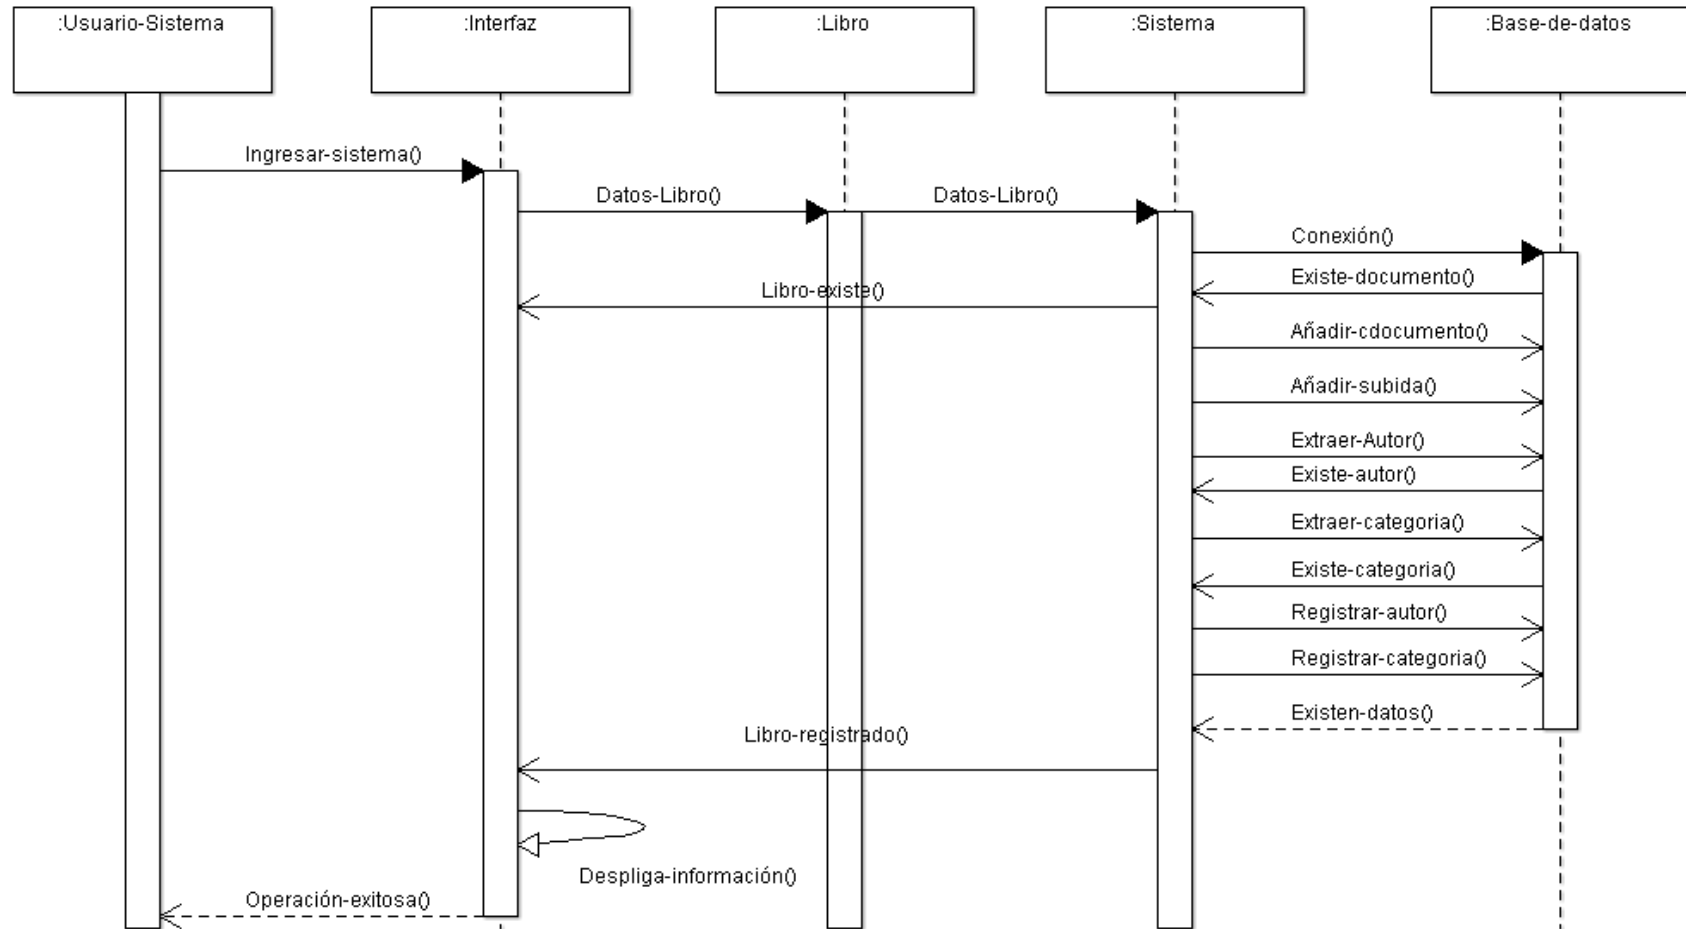 :Usuario-Sistema
:Interfaz
:Libro
:Sistema
:Base-de-datos
Ingresar-sistema()
Datos-Libro()
Datos-Libro()
Conexión()
Existe-documento()
Libro-existe()
Añadir-cdocumento()
Añadir-subida()
Extraer-Autor()
Existe-autor()
Extraer-categoria()
Existe-categoria()
Registrar-autor()
Registrar-categoria()
Existen-datos()
Libro-registrado()
Despliga-información()
Operación-exitosa()